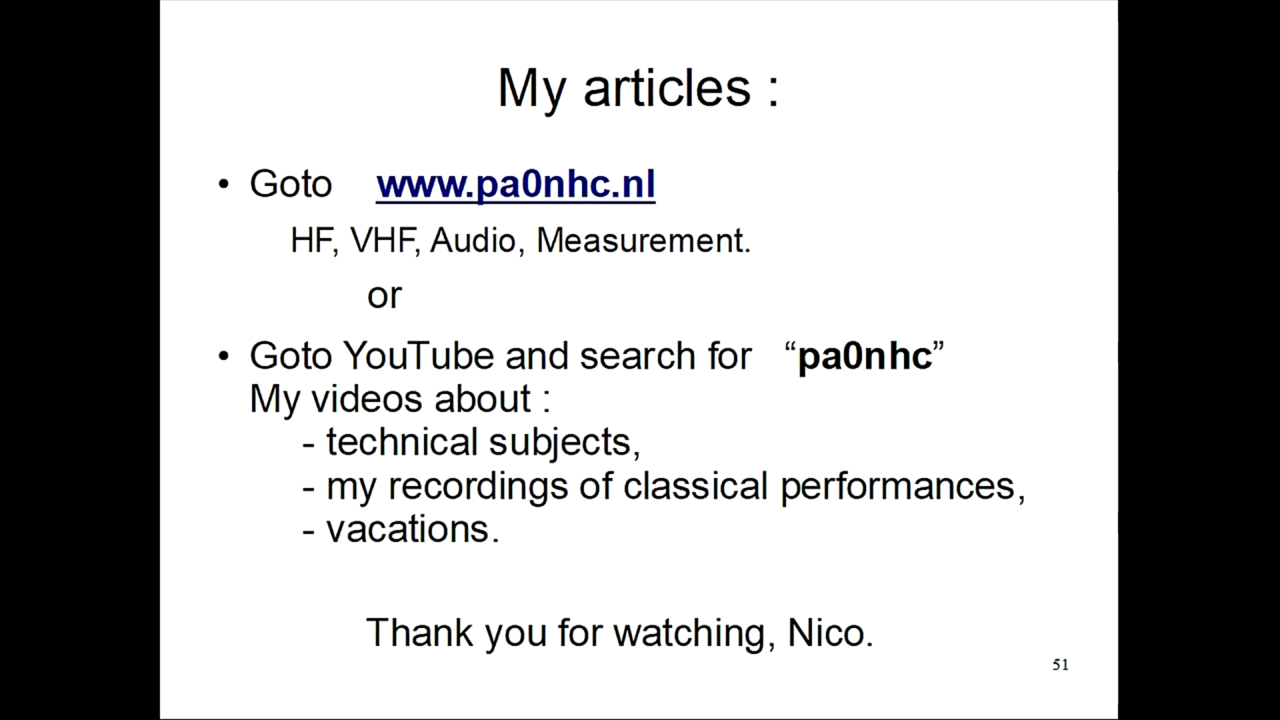 My articles :
• Goto www.pa0nhc.nl
HF, VHF, Audio, Measurement.
or
• Goto YouTube and search for “pa0nhc”
My videos about :
- technical subjects,
- my recordings of classical performances,
- vacations.
Thank you for watching, Nico.
51